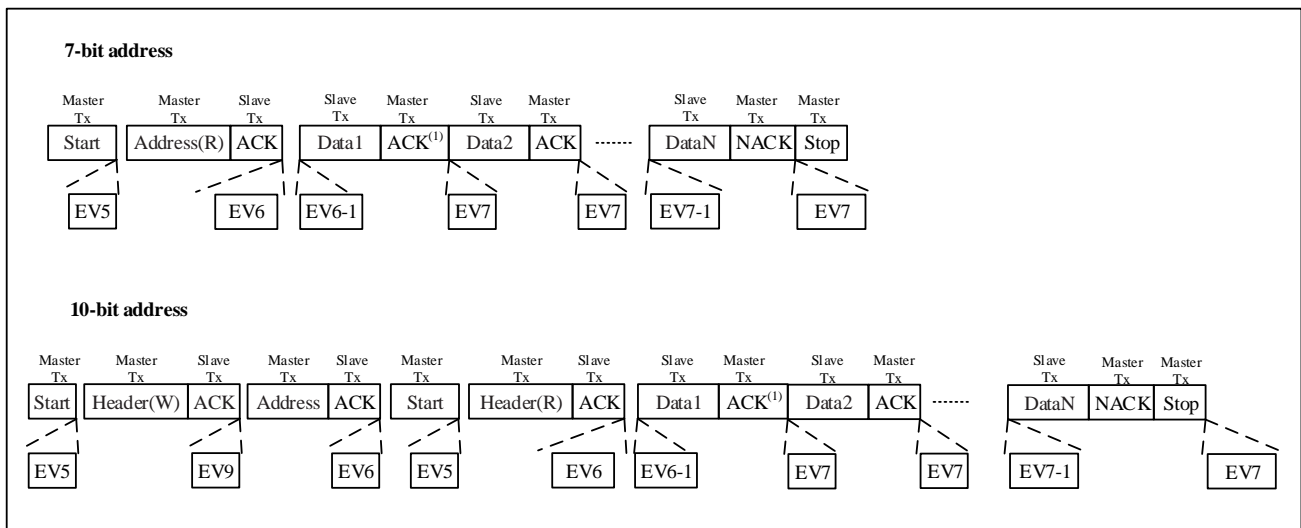 7-bit address
Master Tx Master Tx Slave Tx Slave Tx Master Tx Slave Tx Master Tx Slave Tx Master Tx Master Tx
Start Address(R) ACK Data1 ACK(1) Data2 ACK ........ DataN NACK Stop
EV5 EV6 EV6-1 EV7 EV7 EV7-1 EV7
10-bit address
Master Tx Master Tx Slave Tx Master Tx Slave Tx Master Tx Master Tx Slave Tx Slave Tx Master Tx Slave Tx Master Tx Slave Tx Master Tx Master Tx
Start Header(W) ACK Address ACK Start Header(R) ACK Data1 ACK(1) Data2 ACK ........ DataN NACK Stop
EV5 EV9 EV6 EV5 EV6 EV6-1 EV7 EV7 EV7-1 EV7